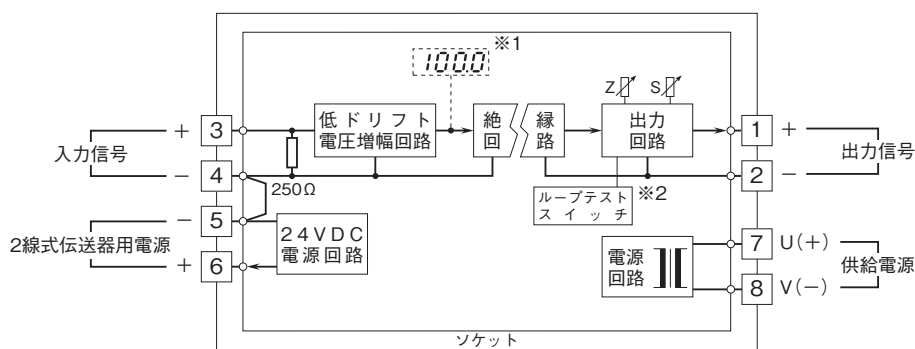 100.0
※1
Z
S
+
3
低ドリフト
電圧増幅回路
絶
回
縁
路
出力
回路
1
+
入力信号
出力信号
−
4
250Ω
2
−
ループテスト
スイッチ
※2
−
5
24VDC
電源回路
2線式伝送器用電源
+
6
電源
回路
7
U(+)
供給電源
8
V(−)
ソケット